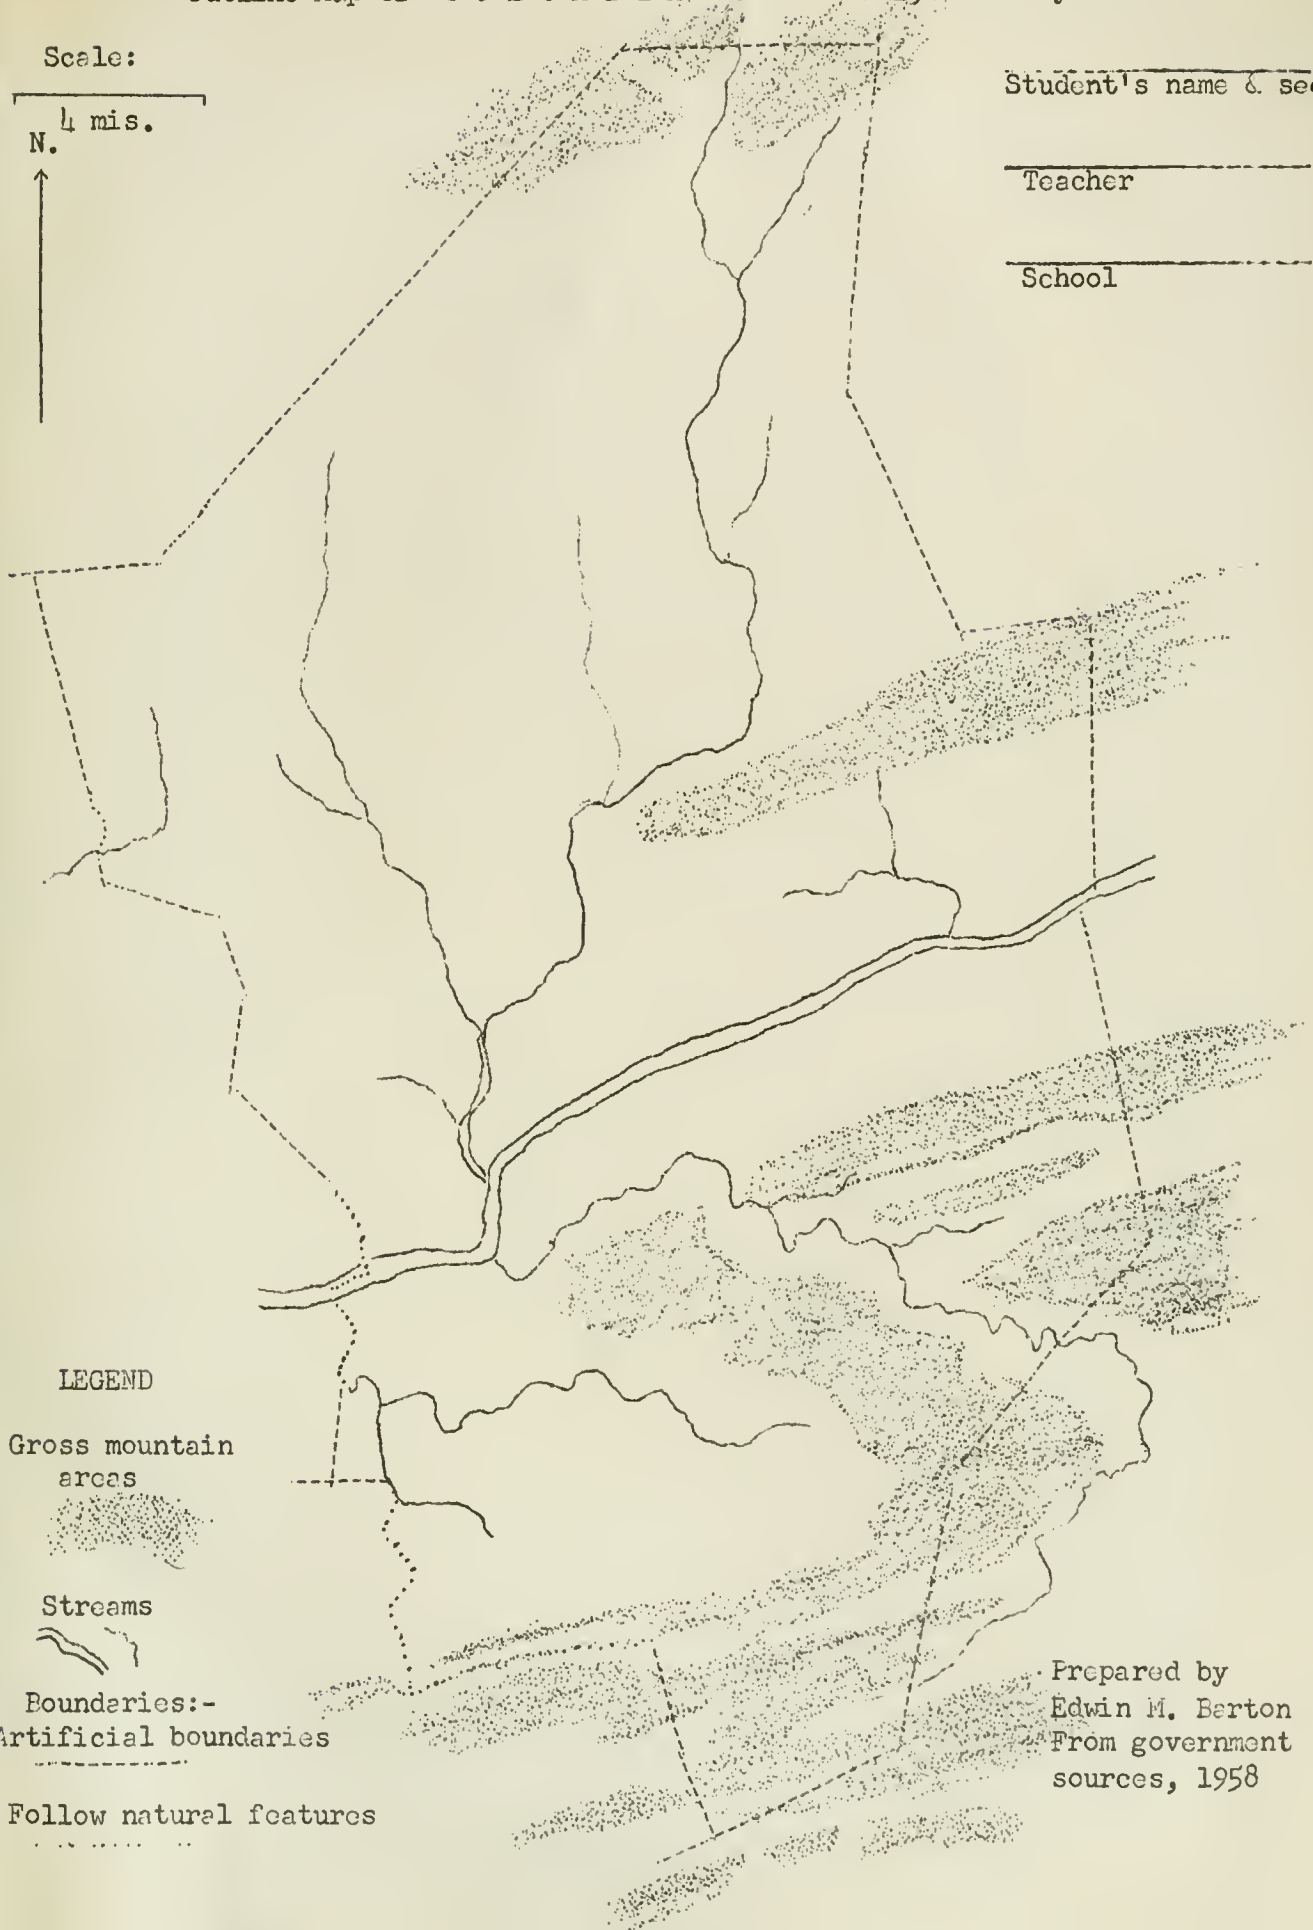 Scale:
4 mis.
N.
Student's name &
Teacher
School
LEGEND
Gross mountain
areas
Streams
Boundaries:-
Artificial boundaries
Follow natural features
Prepared by
Edwin M. Barton
From government
sources, 1958